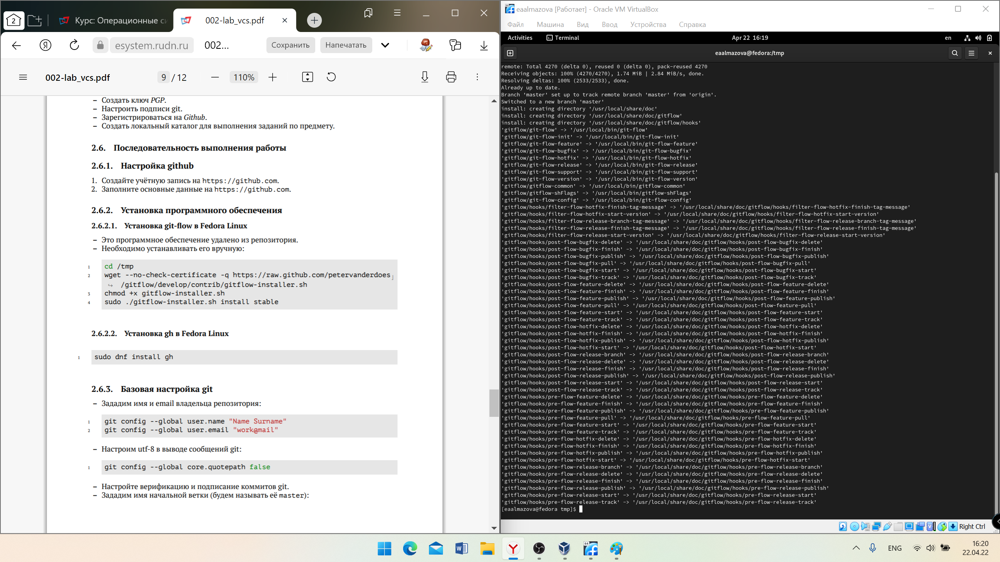 2
Курс: Операционные си
002-lab_vcs.pdf
esystem.rudn.ru
002...
Сохранить
Напечатать
002-lab_vcs.pdf
9 / 12
110%
– Создать ключ PGP.
– Настроить подписи git.
– Зарегистрироваться на Github.
– Создать локальный каталог для выполнения заданий по предмету.
2.6. Последовательность выполнения работы
2.6.1. Настройка github
1. Создайте учётную запись на https://github.com.
2. Заполните основные данные на https://github.com.
2.6.2. Установка программного обеспечения
2.6.2.1. Установка git-flow в Fedora Linux
– Это программное обеспечение удалено из репозитория.
– Необходимо устанавливать его вручную:
1 cd /tmp
2 wget --no-check-certificate -q https://raw.github.com/petervanderdoes
↪ /gitflow/develop/contrib/gitflow-installer.sh
3 chmod +x gitflow-installer.sh
4 sudo ./gitflow-installer.sh install stable
2.6.2.2. Установка gh в Fedora Linux
1 sudo dnf install gh
2.6.3. Базовая настройка git
– Зададим имя и email владельца репозитория:
1 git config --global user.name "Name Surname"
2 git config --global user.email "work@mail"
– Настроим utf-8 в выводе сообщений git:
1 git config --global core.quotepath false
– Настройте верификацию и подписание коммитов git.
– Зададим имя начальной ветки (будем называть её master):
eaalmazova [Работает] - Oracle VM VirtualBox
Файл Машина Вид Ввод Устройства Справка
Activities Terminal Apr 22 16:19 en
eaalmazova@fedora:/tmp
remote: Total 4270 (delta 0), reused 0 (delta 0), pack-reused 4270
Receiving objects: 100% (4270/4270), 1.74 MiB | 2.84 MiB/s, done.
Resolving deltas: 100% (2533/2533), done.
Already up to date.
Branch 'master' set up to track remote branch 'master' from 'origin'.
Switched to a new branch 'master'
install: creating directory '/usr/local/share/doc'
install: creating directory '/usr/local/share/doc/gitflow'
install: creating directory '/usr/local/share/doc/gitflow/hooks'
'gitflow/git-flow' -> '/usr/local/bin/git-flow'
'gitflow/git-flow-init' -> '/usr/local/bin/git-flow-init'
'gitflow/git-flow-feature' -> '/usr/local/bin/git-flow-feature'
'gitflow/git-flow-bugfix' -> '/usr/local/bin/git-flow-bugfix'
'gitflow/git-flow-hotfix' -> '/usr/local/bin/git-flow-hotfix'
'gitflow/git-flow-release' -> '/usr/local/bin/git-flow-release'
'gitflow/git-flow-support' -> '/usr/local/bin/git-flow-support'
'gitflow/git-flow-version' -> '/usr/local/bin/git-flow-version'
'gitflow/gitflow-common' -> '/usr/local/bin/gitflow-common'
'gitflow/gitflow-shFlags' -> '/usr/local/bin/gitflow-shFlags'
'gitflow/git-flow-config' -> '/usr/local/bin/git-flow-config'
'gitflow/hooks/filter-flow-hotfix-finish-tag-message' -> '/usr/local/share/doc/gitflow/hooks/filter-flow-hotfix-finish-tag-message'
'gitflow/hooks/filter-flow-hotfix-start-version' -> '/usr/local/share/doc/gitflow/hooks/filter-flow-hotfix-start-version'
'gitflow/hooks/filter-flow-release-branch-tag-message' -> '/usr/local/share/doc/gitflow/hooks/filter-flow-release-branch-tag-message'
'gitflow/hooks/filter-flow-release-finish-tag-message' -> '/usr/local/share/doc/gitflow/hooks/filter-flow-release-finish-tag-message'
'gitflow/hooks/filter-flow-release-start-version' -> '/usr/local/share/doc/gitflow/hooks/filter-flow-release-start-version'
'gitflow/hooks/post-flow-bugfix-delete' -> '/usr/local/share/doc/gitflow/hooks/post-flow-bugfix-delete'
'gitflow/hooks/post-flow-bugfix-finish' -> '/usr/local/share/doc/gitflow/hooks/post-flow-bugfix-finish'
'gitflow/hooks/post-flow-bugfix-publish' -> '/usr/local/share/doc/gitflow/hooks/post-flow-bugfix-publish'
'gitflow/hooks/post-flow-bugfix-pull' -> '/usr/local/share/doc/gitflow/hooks/post-flow-bugfix-pull'
'gitflow/hooks/post-flow-bugfix-start' -> '/usr/local/share/doc/gitflow/hooks/post-flow-bugfix-start'
'gitflow/hooks/post-flow-bugfix-track' -> '/usr/local/share/doc/gitflow/hooks/post-flow-bugfix-track'
'gitflow/hooks/post-flow-feature-delete' -> '/usr/local/share/doc/gitflow/hooks/post-flow-feature-delete'
'gitflow/hooks/post-flow-feature-finish' -> '/usr/local/share/doc/gitflow/hooks/post-flow-feature-finish'
'gitflow/hooks/post-flow-feature-publish' -> '/usr/local/share/doc/gitflow/hooks/post-flow-feature-publish'
'gitflow/hooks/post-flow-feature-pull' -> '/usr/local/share/doc/gitflow/hooks/post-flow-feature-pull'
'gitflow/hooks/post-flow-feature-start' -> '/usr/local/share/doc/gitflow/hooks/post-flow-feature-start'
'gitflow/hooks/post-flow-feature-track' -> '/usr/local/share/doc/gitflow/hooks/post-flow-feature-track'
'gitflow/hooks/post-flow-hotfix-delete' -> '/usr/local/share/doc/gitflow/hooks/post-flow-hotfix-delete'
'gitflow/hooks/post-flow-hotfix-finish' -> '/usr/local/share/doc/gitflow/hooks/post-flow-hotfix-finish'
'gitflow/hooks/post-flow-hotfix-publish' -> '/usr/local/share/doc/gitflow/hooks/post-flow-hotfix-publish'
'gitflow/hooks/post-flow-hotfix-start' -> '/usr/local/share/doc/gitflow/hooks/post-flow-hotfix-start'
'gitflow/hooks/post-flow-release-branch' -> '/usr/local/share/doc/gitflow/hooks/post-flow-release-branch'
'gitflow/hooks/post-flow-release-delete' -> '/usr/local/share/doc/gitflow/hooks/post-flow-release-delete'
'gitflow/hooks/post-flow-release-finish' -> '/usr/local/share/doc/gitflow/hooks/post-flow-release-finish'
'gitflow/hooks/post-flow-release-publish' -> '/usr/local/share/doc/gitflow/hooks/post-flow-release-publish'
'gitflow/hooks/post-flow-release-start' -> '/usr/local/share/doc/gitflow/hooks/post-flow-release-start'
'gitflow/hooks/post-flow-release-track' -> '/usr/local/share/doc/gitflow/hooks/post-flow-release-track'
'gitflow/hooks/pre-flow-feature-delete' -> '/usr/local/share/doc/gitflow/hooks/pre-flow-feature-delete'
'gitflow/hooks/pre-flow-feature-finish' -> '/usr/local/share/doc/gitflow/hooks/pre-flow-feature-finish'
'gitflow/hooks/pre-flow-feature-publish' -> '/usr/local/share/doc/gitflow/hooks/pre-flow-feature-publish'
'gitflow/hooks/pre-flow-feature-pull' -> '/usr/local/share/doc/gitflow/hooks/pre-flow-feature-pull'
'gitflow/hooks/pre-flow-feature-start' -> '/usr/local/share/doc/gitflow/hooks/pre-flow-feature-start'
'gitflow/hooks/pre-flow-feature-track' -> '/usr/local/share/doc/gitflow/hooks/pre-flow-feature-track'
'gitflow/hooks/pre-flow-hotfix-delete' -> '/usr/local/share/doc/gitflow/hooks/pre-flow-hotfix-delete'
'gitflow/hooks/pre-flow-hotfix-finish' -> '/usr/local/share/doc/gitflow/hooks/pre-flow-hotfix-finish'
'gitflow/hooks/pre-flow-hotfix-publish' -> '/usr/local/share/doc/gitflow/hooks/pre-flow-hotfix-publish'
'gitflow/hooks/pre-flow-hotfix-start' -> '/usr/local/share/doc/gitflow/hooks/pre-flow-hotfix-start'
'gitflow/hooks/pre-flow-release-branch' -> '/usr/local/share/doc/gitflow/hooks/pre-flow-release-branch'
'gitflow/hooks/pre-flow-release-delete' -> '/usr/local/share/doc/gitflow/hooks/pre-flow-release-delete'
'gitflow/hooks/pre-flow-release-finish' -> '/usr/local/share/doc/gitflow/hooks/pre-flow-release-finish'
'gitflow/hooks/pre-flow-release-publish' -> '/usr/local/share/doc/gitflow/hooks/pre-flow-release-publish'
'gitflow/hooks/pre-flow-release-start' -> '/usr/local/share/doc/gitflow/hooks/pre-flow-release-start'
'gitflow/hooks/pre-flow-release-track' -> '/usr/local/share/doc/gitflow/hooks/pre-flow-release-track'
[eaalmazova@fedora tmp]$
Right Ctrl
ENG
16:20
22.04.22